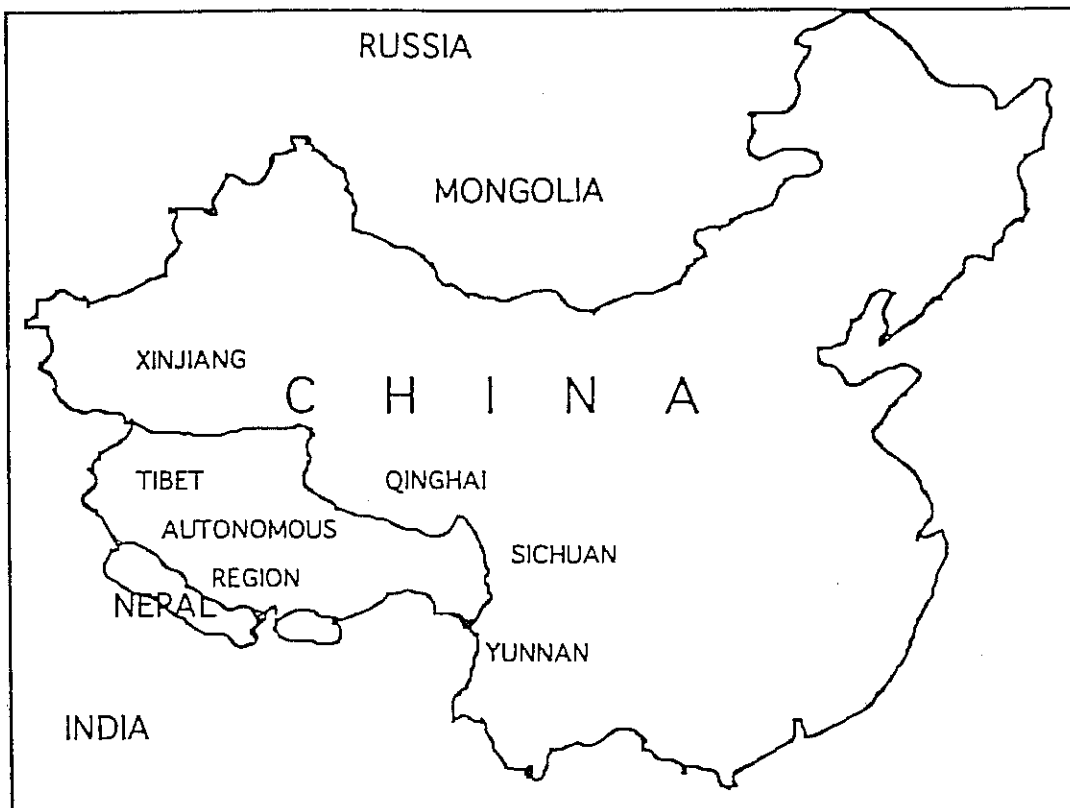 RUSSIA
MONGOLIA
XINJIANG
C H I N A
TIBET
QINGHAI
AUTONOMOUS
SICHUAN
REGION
NEPAL
YUNNAN
INDIA